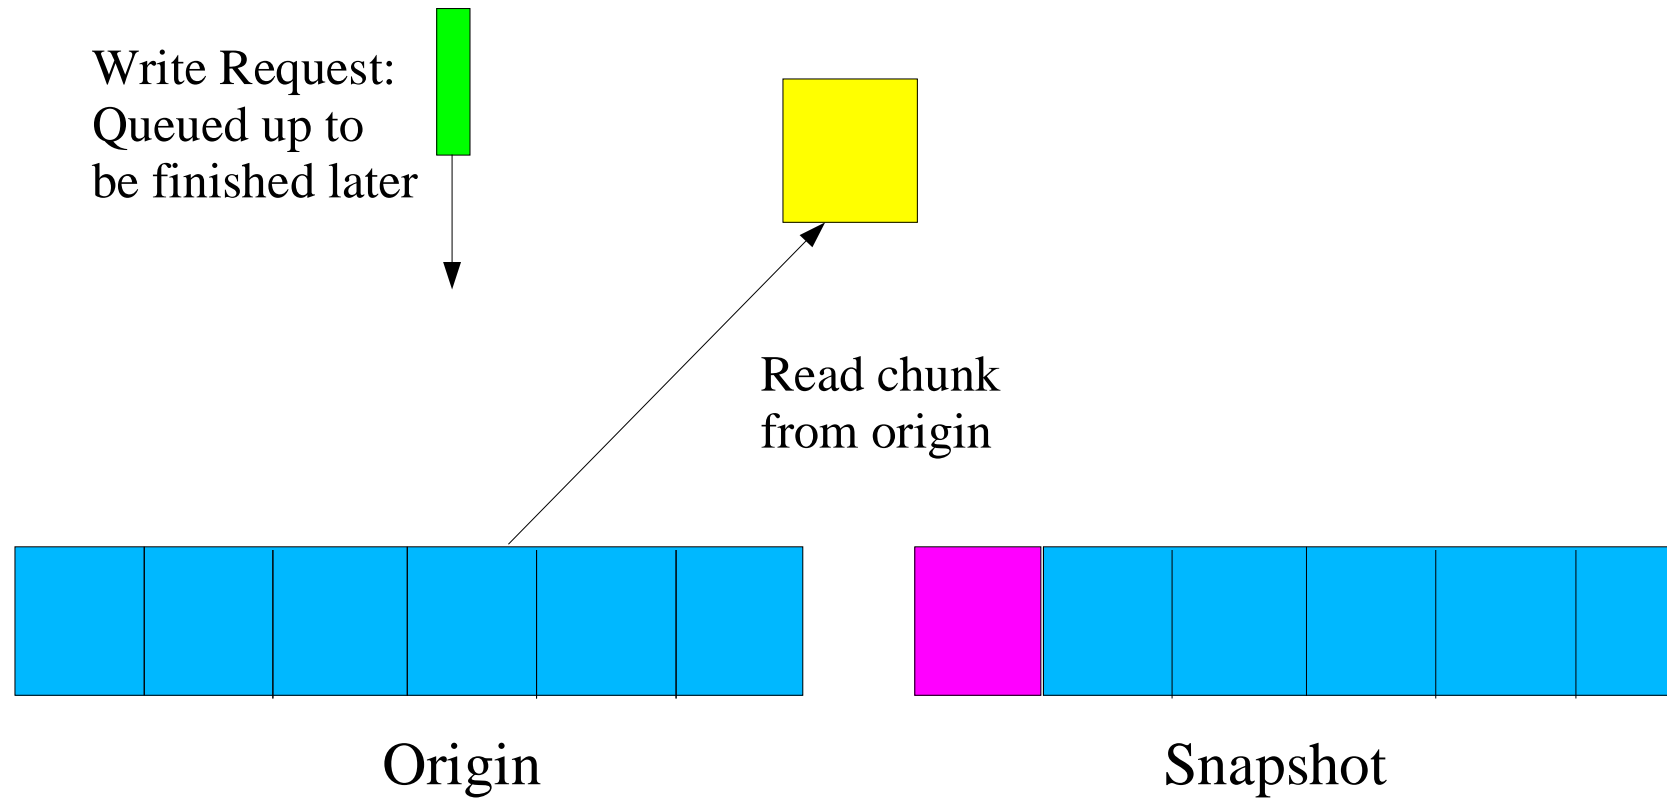 Write Request:
Queued up to
be finished later
Read chunk
from origin
Origin
Snapshot